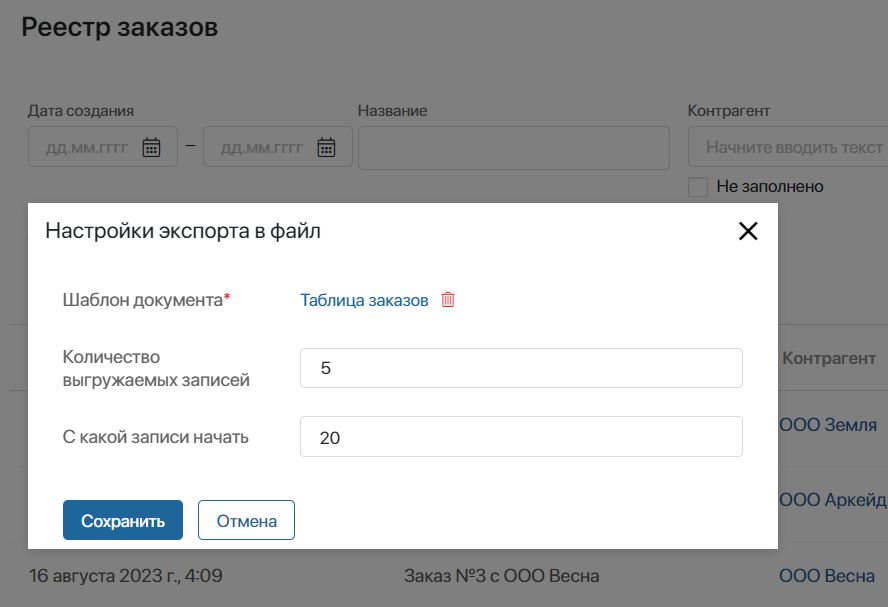 Реестр заказов
Дата создания
Название
Контрагент
дд.мм.гггг – дд.мм.гггг
Начните вводить текст
Не заполнено
Настройки экспорта в файл
Шаблон документа*
Таблица заказов
Количество
выгружаемых записей
5
С какой записи начать
20
Сохранить
Отмена
Контрагент
ООО Земля
ООО Аркейд
16 августа 2023 г., 4:09
Заказ №3 с ООО Весна
ООО Весна